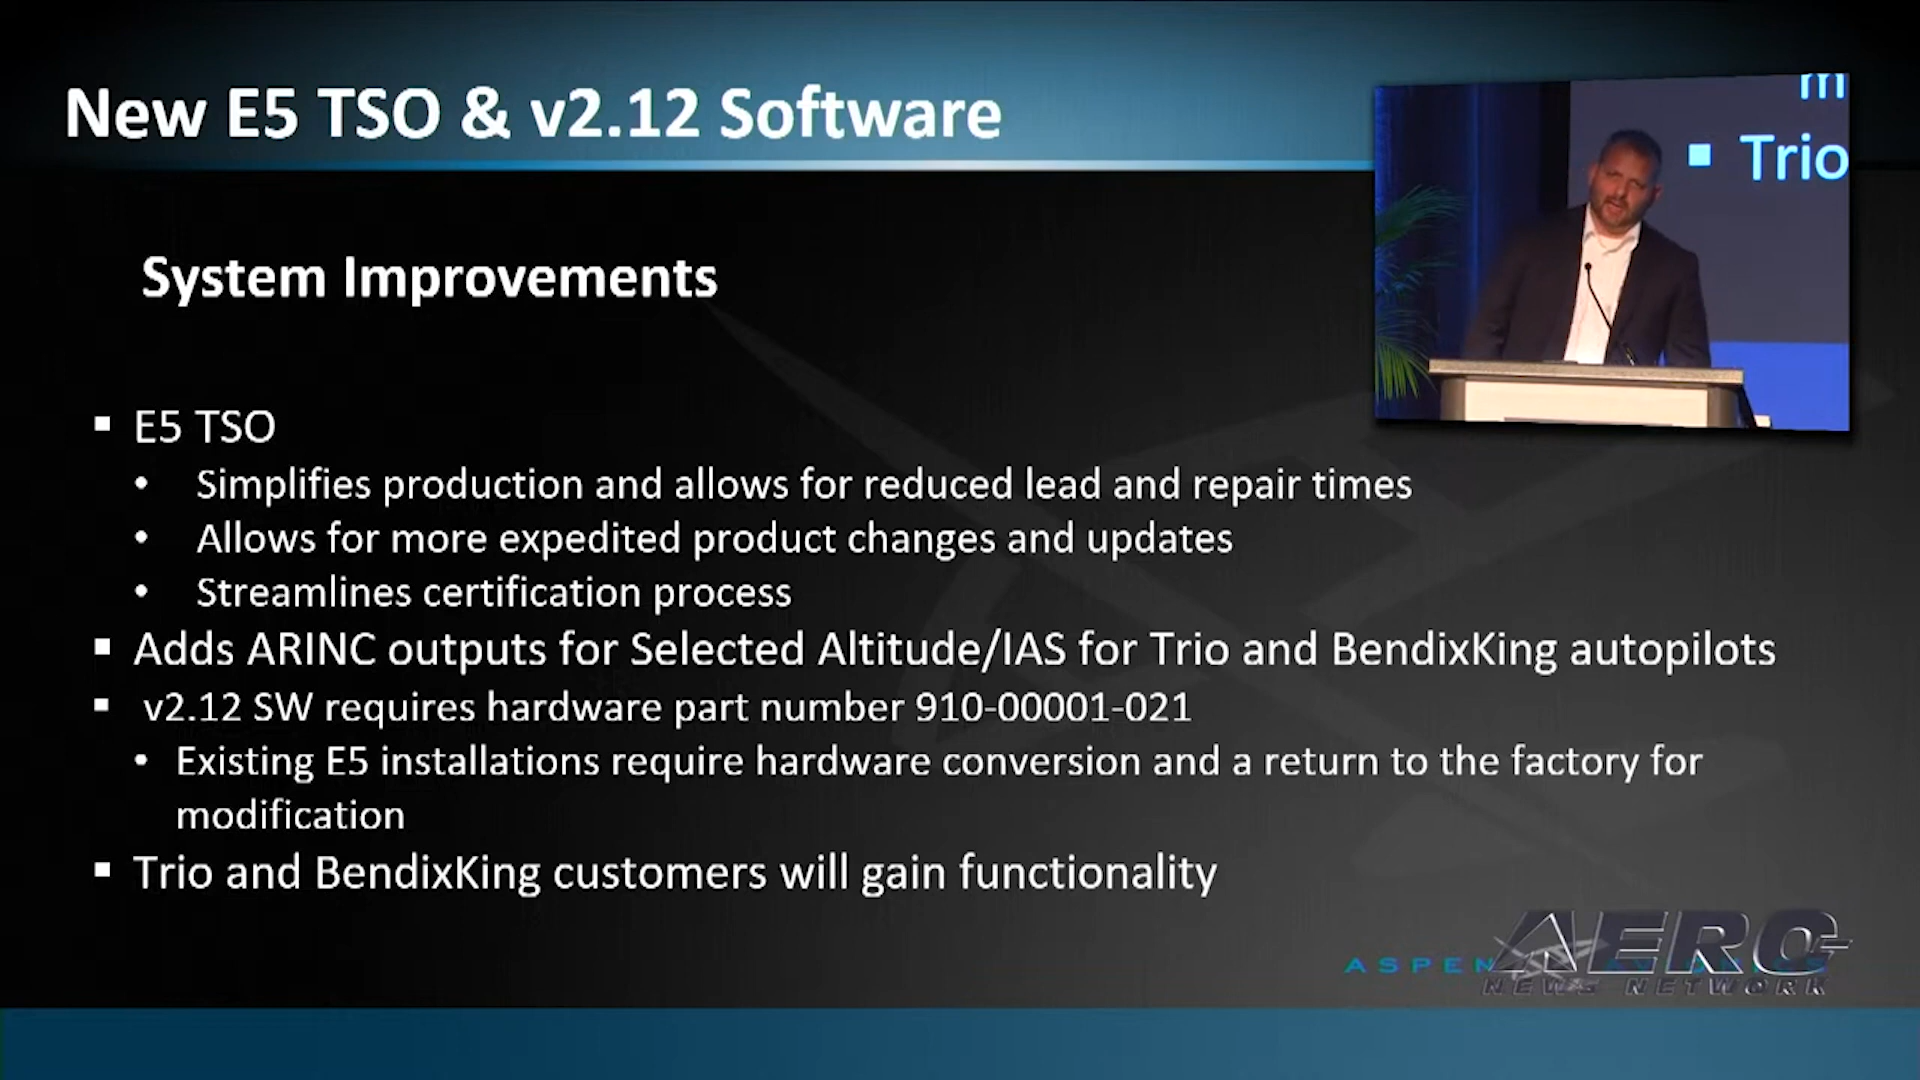 New E5 TSO & v2.12 Software
m
▪ Trio
System Improvements
▪ E5 TSO
• Simplifies production and allows for reduced lead and repair times
• Allows for more expedited product changes and updates
• Streamlines certification process
▪ Adds ARINC outputs for Selected Altitude/IAS for Trio and BendixKing autopilots
▪ v2.12 SW requires hardware part number 910-00001-021
• Existing E5 installations require hardware conversion and a return to the factory for
modification
▪ Trio and BendixKing customers will gain functionality
ASPEN
AERO
NEWS NETWORK